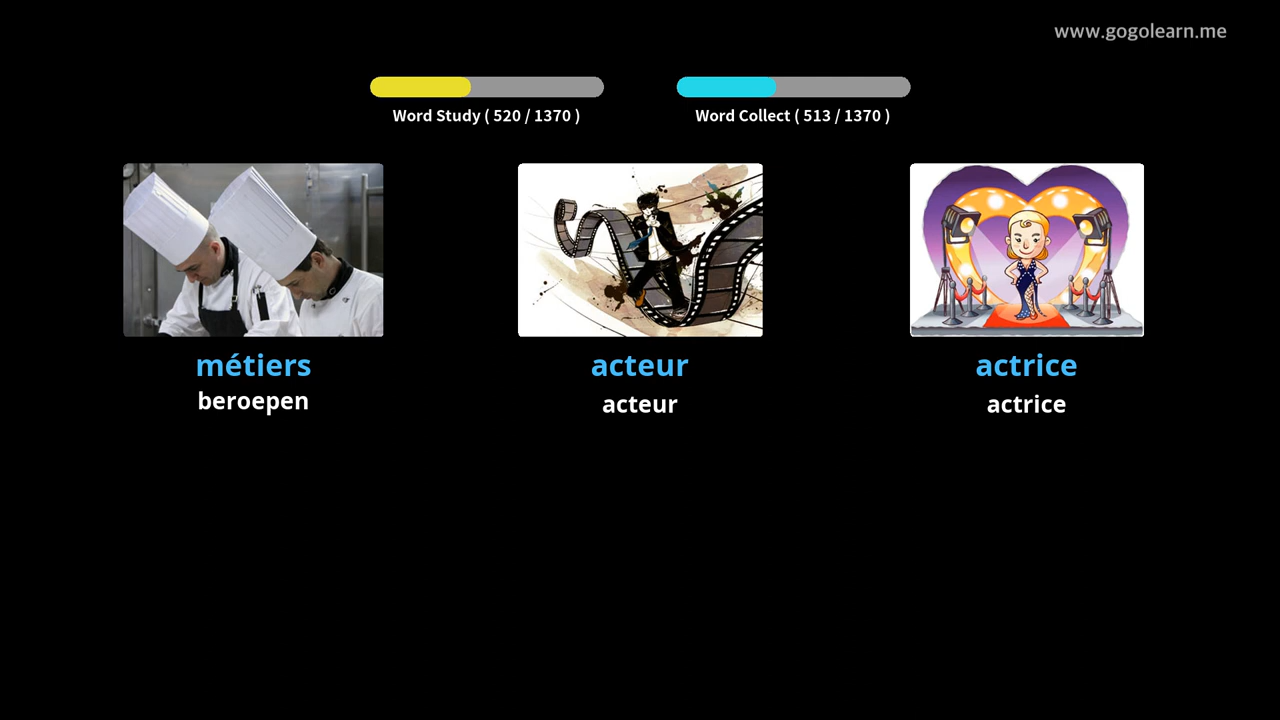 www.gogolearn.me
Word Study ( 520 / 1370 )
Word Collect ( 513 / 1370 )
métiers
beroepen
acteur
acteur
actrice
actrice